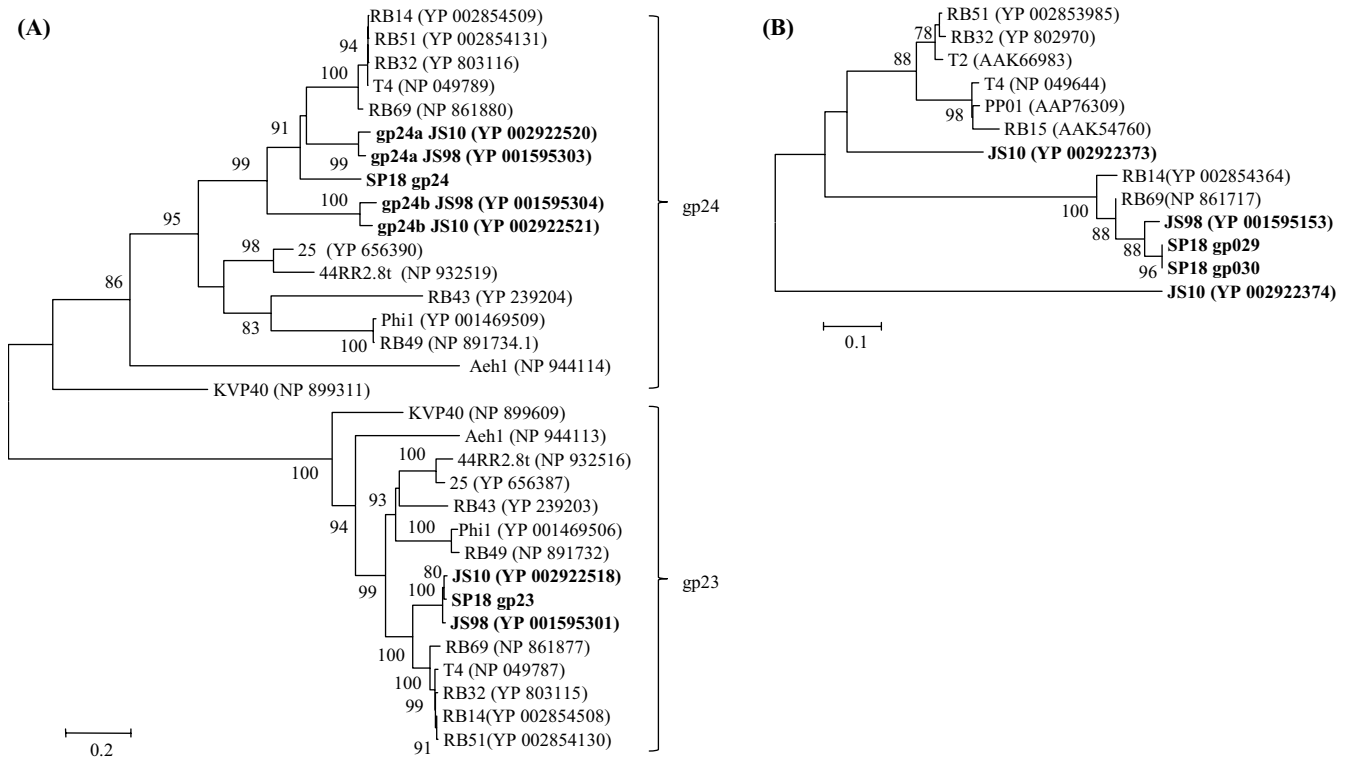 (A)
RB14 (YP 002854509)
94
RB51 (YP 002854131)
RB32 (YP 803116)
100
T4 (NP 049789)
RB69 (NP 861880)
91
gp24a JS10 (YP 002922520)
99
gp24a JS98 (YP 001595303)
99
SP18 gp24
100
gp24b JS98 (YP 001595304)
95
gp24b JS10 (YP 002922521)
98
25 (YP 656390)
44RR2.8t (NP 932519)
86
RB43 (YP 239204)
83
Phi1 (YP 001469509)
100
RB49 (NP 891734.1)
Aeh1 (NP 944114)
KVP40 (NP 899311)
gp24
KVP40 (NP 899609)
100
Aeh1 (NP 944113)
100
44RR2.8t (NP 932516)
93
25 (YP 656387)
RB43 (YP 239203)
94
100
Phi1 (YP 001469506)
RB49 (NP 891732)
80
JS10 (YP 002922518)
99
100
SP18 gp23
JS98 (YP 001595301)
100
RB69 (NP 861877)
100
T4 (NP 049787)
99
RB32 (YP 803115)
RB14(YP 002854508)
91
RB51(YP 002854130)
gp23
0.2
(B)
RB51 (YP 002853985)
78
RB32 (YP 802970)
88
T2 (AAK66983)
T4 (NP 049644)
98
PP01 (AAP76309)
RB15 (AAK54760)
JS10 (YP 002922373)
RB14(YP 002854364)
100
RB69(NP 861717)
88
JS98 (YP 001595153)
88
SP18 gp029
96
SP18 gp030
JS10 (YP 002922374)
0.1